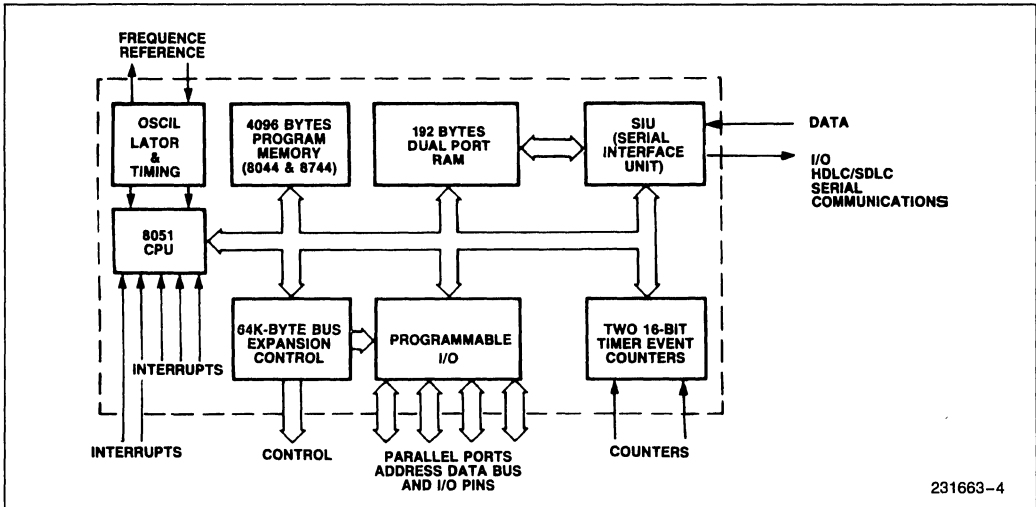 FREQUENCE
REFERENCE
OSCIL
LATOR
&
TIMING
4096 BYTES
PROGRAM
MEMORY
(8044 & 8744)
192 BYTES
DUAL PORT
RAM
SIU
(SERIAL
INTERFACE
UNIT)
DATA
I/O
HDLC/SDLC
SERIAL
COMMUNICATIONS
8051
CPU
64K-BYTE BUS
EXPANSION
CONTROL
PROGRAMMABLE
I/O
TWO 16-BIT
TIMER EVENT
COUNTERS
INTERRUPTS
INTERRUPTS
CONTROL
PARALLEL PORTS
ADDRESS DATA BUS
AND I/O PINS
COUNTERS
231663-4